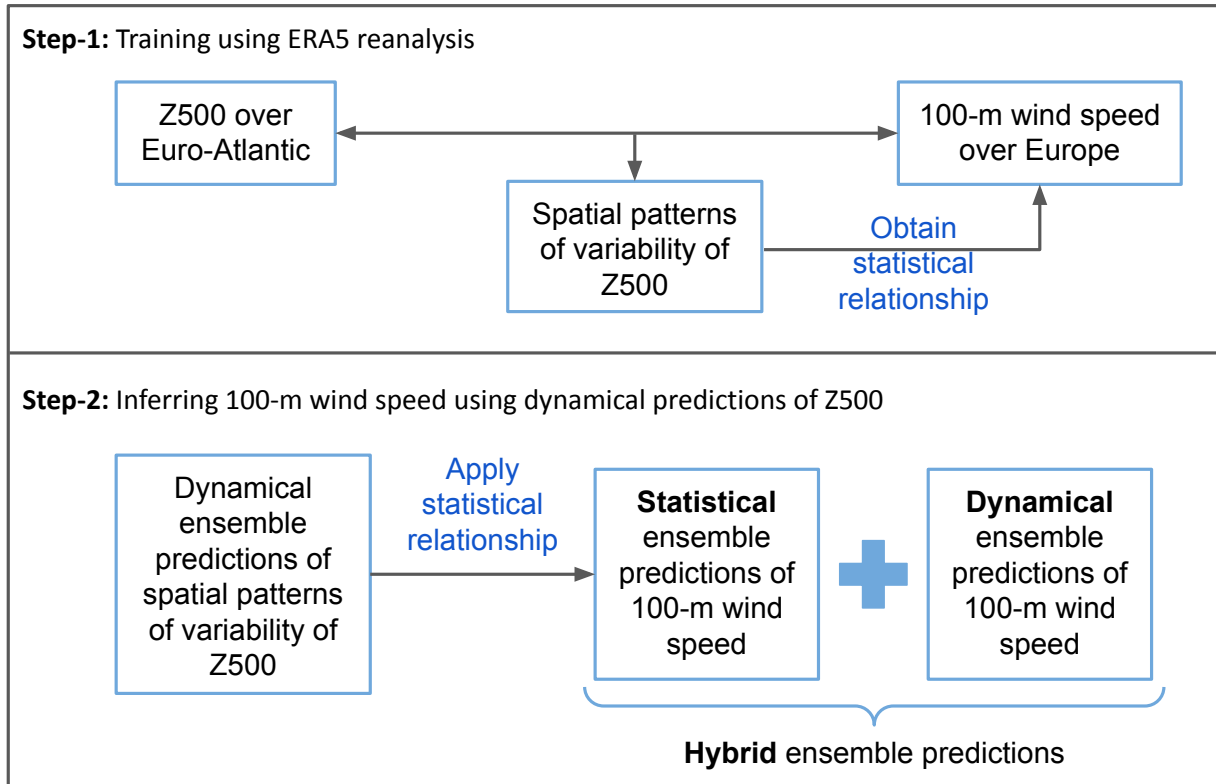 Step-1: Training using ERA5 reanalysis
Z500 over
Euro-Atlantic
100-m wind speed
over Europe
Spatial patterns
of variability of
Z500
Obtain
statistical
relationship
Step-2: Inferring 100-m wind speed using dynamical predictions of Z500
Dynamical
ensemble
predictions of
spatial patterns
of variability of
Z500
Apply
statistical
relationship
Statistical
ensemble
predictions of
100-m wind
speed
Dynamical
ensemble
predictions of
100-m wind
speed
Hybrid ensemble predictions